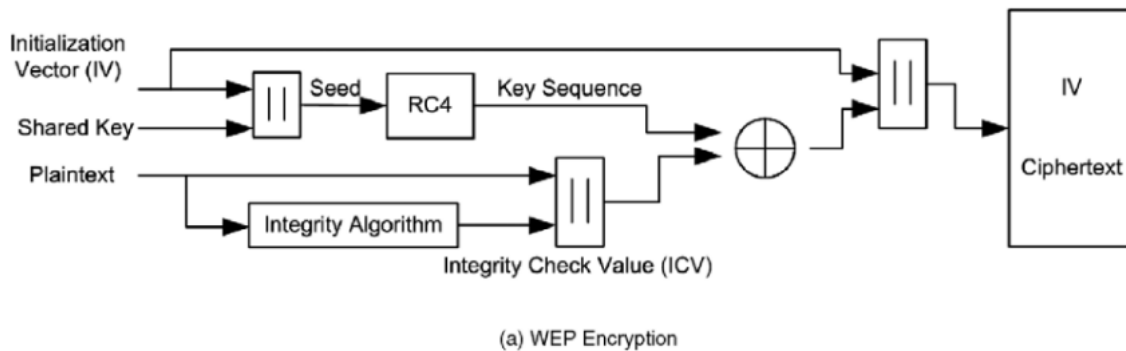 Initialization
Vector (IV)
Shared Key
Plaintext
||
Seed
RC4
Key Sequence
||
IV
Ciphertext
Integrity Algorithm
||
Integrity Check Value (ICV)
(a) WEP Encryption